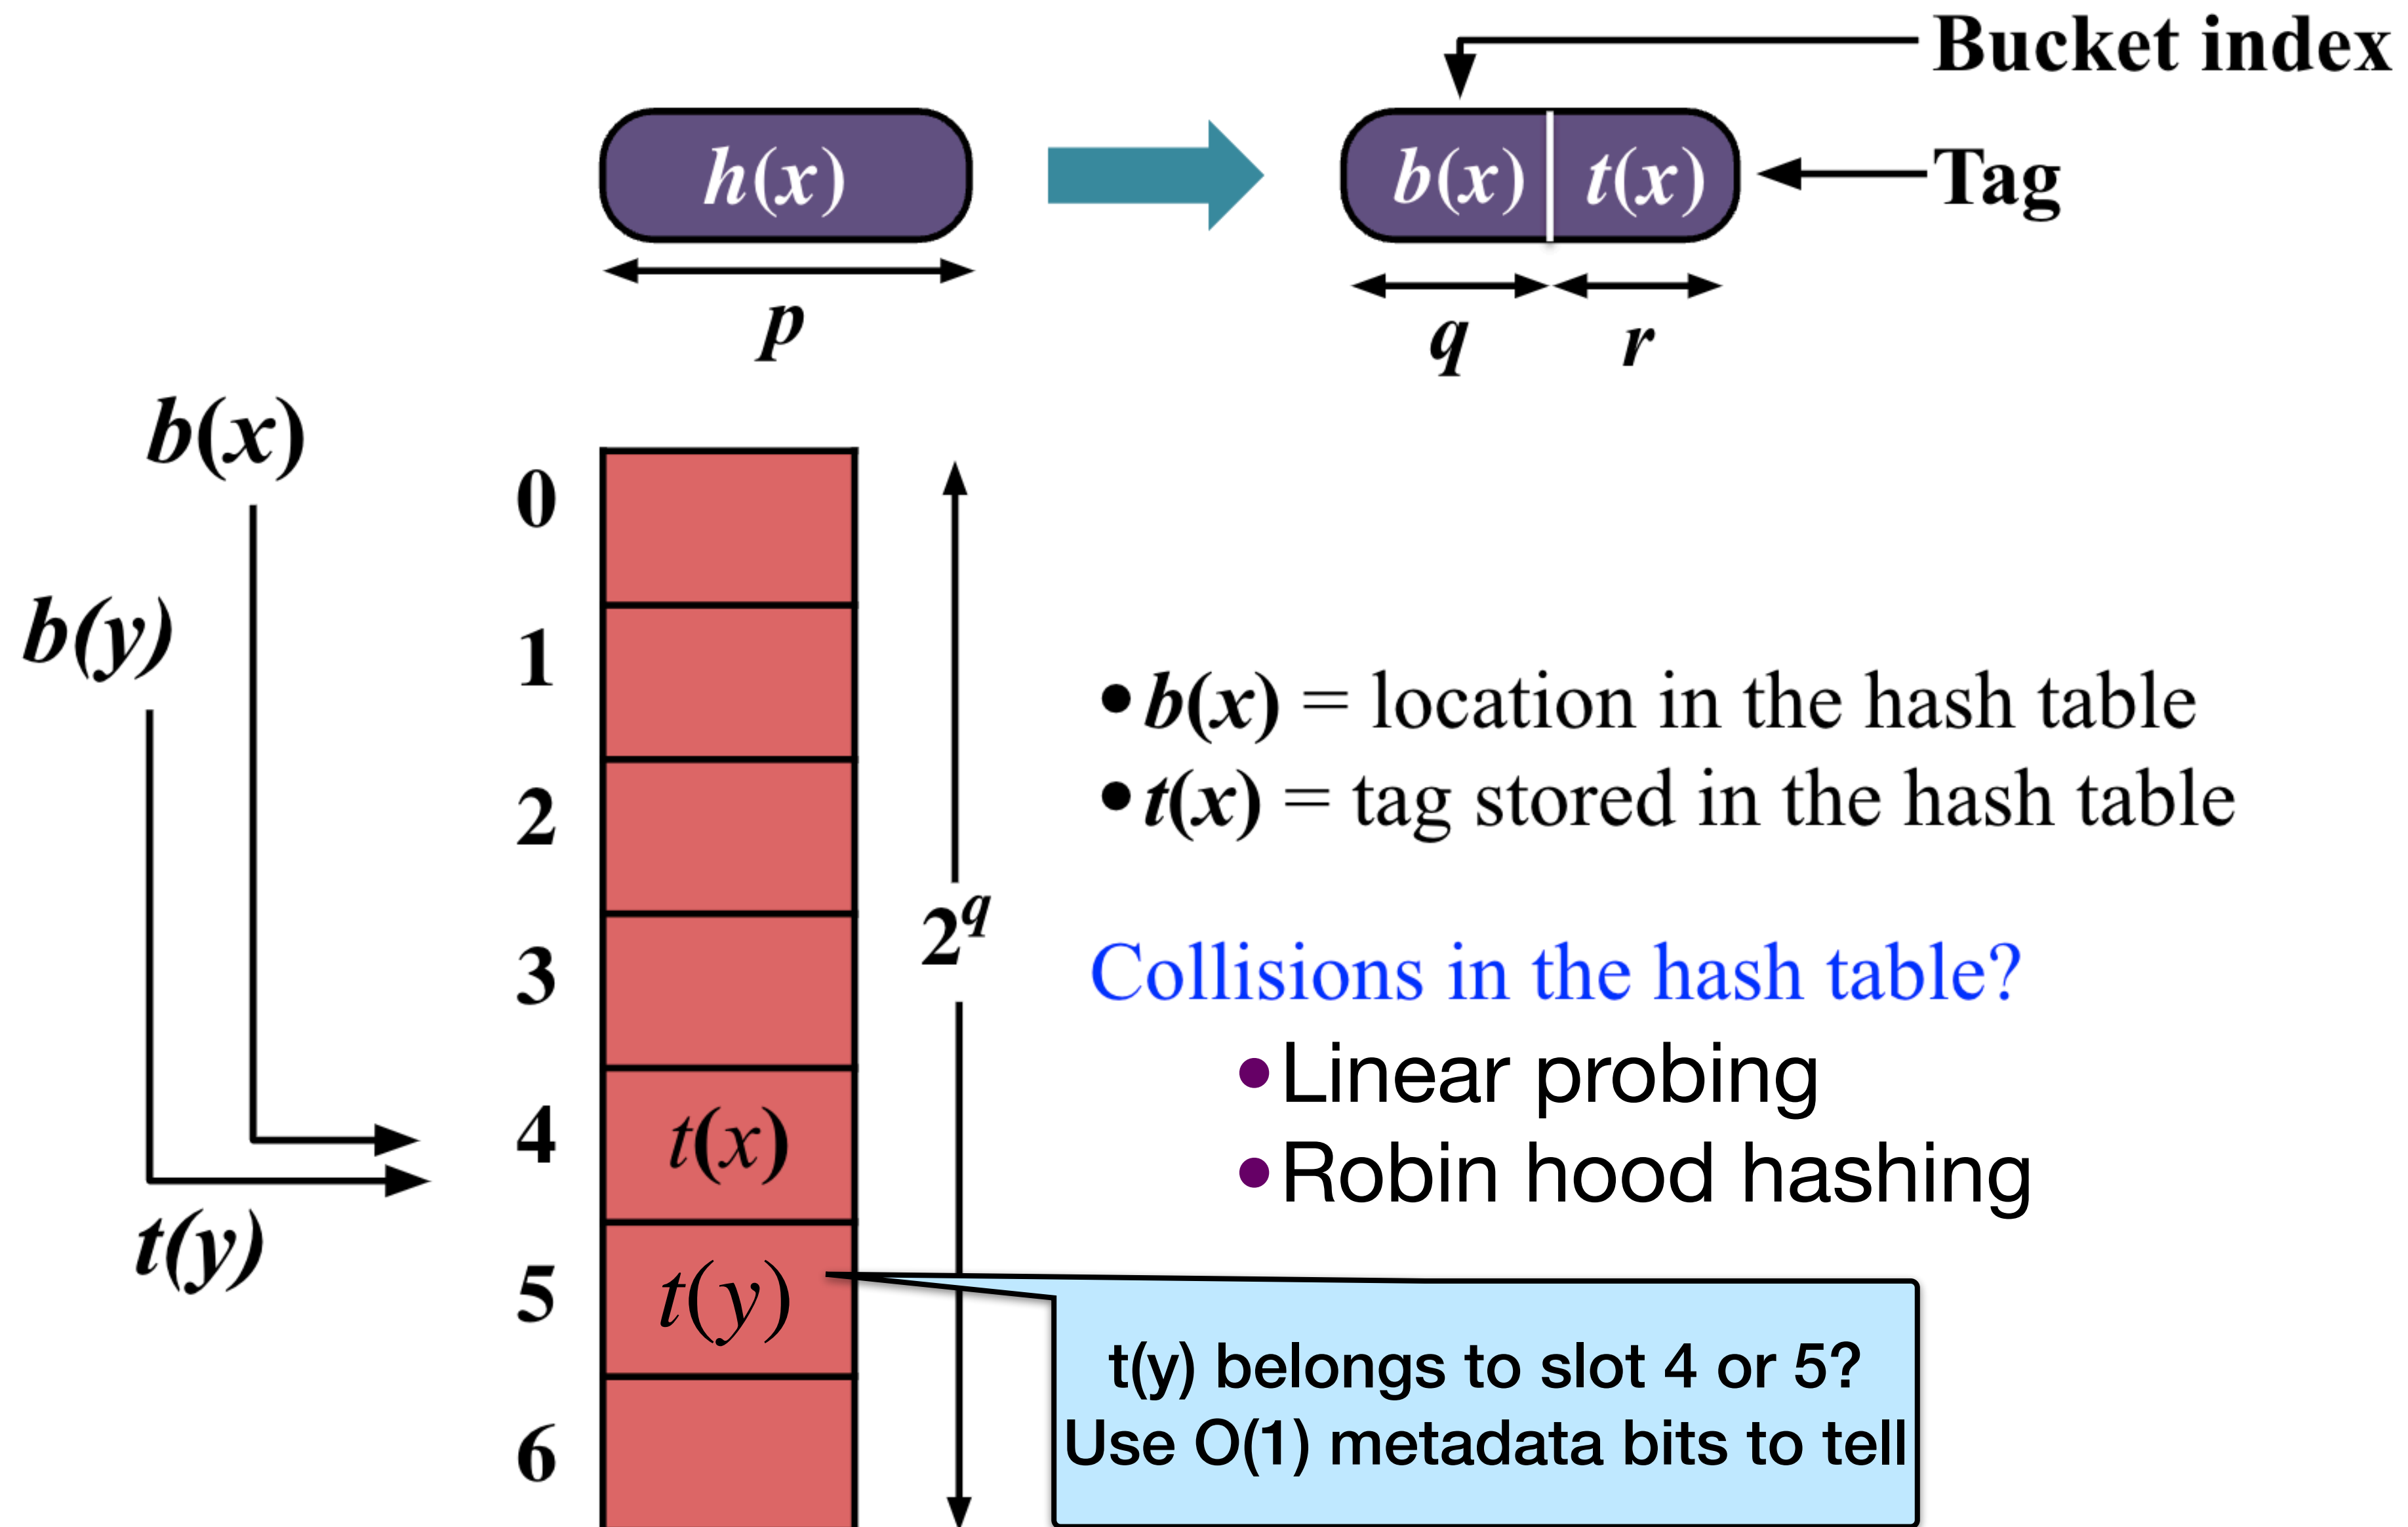 Bucket index
h(x)
b(x) t(x)
Tag
p
q r
b(x)
b(y)
t(y)
0
1
2
3
4 t(x)
5 t(y)
6
2^q
• b(x) = location in the hash table
• t(x) = tag stored in the hash table
Collisions in the hash table?
• Linear probing
• Robin hood hashing
t(y) belongs to slot 4 or 5?
Use O(1) metadata bits to tell